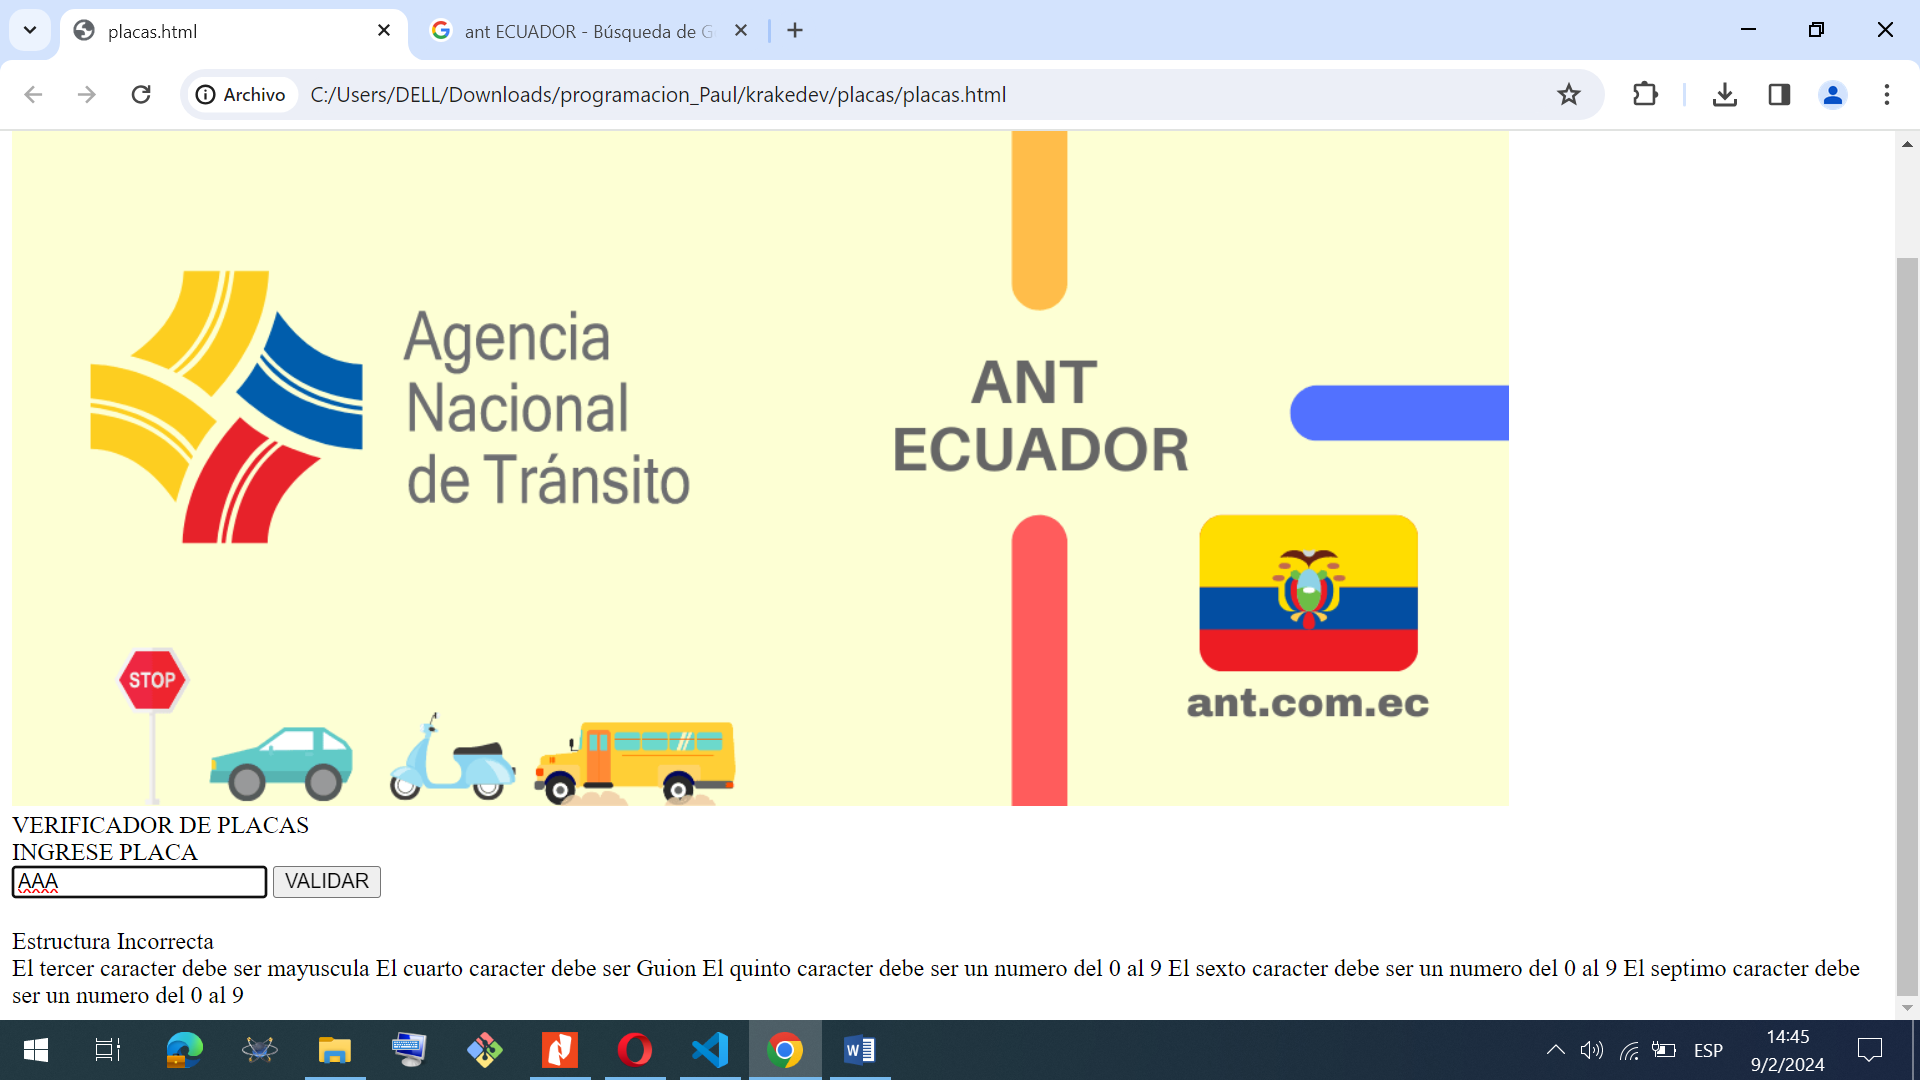 placas.html
ant ECUADOR - Búsqueda de G
Archivo
C:/Users/DELL/Downloads/programacion_Paul/krakedev/placas/placas.html
Agencia
Nacional
de Tránsito
ANT
ECUADOR
STOP
ant.com.ec
VERIFICADOR DE PLACAS
INGRESE PLACA
AAA
VALIDAR
Estructura Incorrecta
El tercer caracter debe ser mayuscula El cuarto caracter debe ser Guion El quinto caracter debe ser un numero del 0 al 9 El sexto caracter debe ser un numero del 0 al 9 El septimo caracter debe
ser un numero del 0 al 9
ESP
14:45
9/2/2024